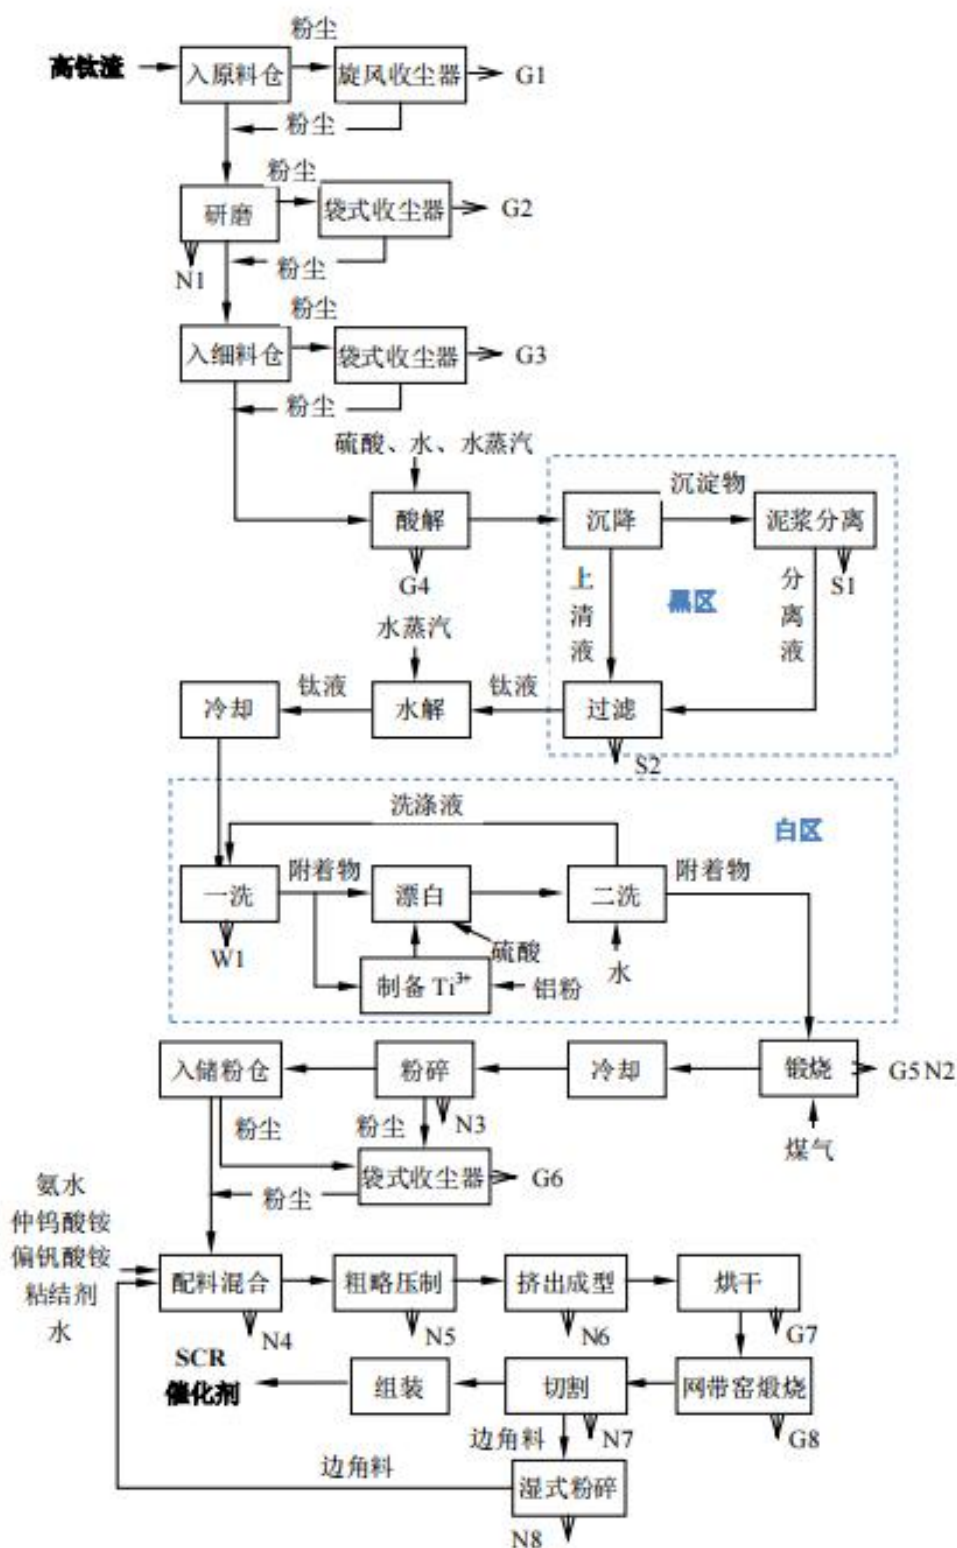 粉尘
高钛渣
入原料仓
旋风收尘器
G1
粉尘
粉尘
研磨
袋式收尘器
G2
N1
粉尘
粉尘
入细料仓
袋式收尘器
G3
粉尘
硫酸、水、水蒸汽
酸解
沉降
沉淀物
泥浆分离
G4
上清液
黑区
分离液
S1
水蒸汽
冷却
钛液
水解
钛液
过滤
S2
洗涤液
白区
一洗
附着物
漂白
二洗
附着物
W1
硫酸
水
制备 Ti³⁺
铝粉
入储粉仓
粉碎
冷却
锻烧
G5 N2
粉尘
粉尘
N3
煤气
袋式收尘器
G6
粉尘
氨水
仲钨酸铵
偏钒酸铵
粘结剂
水
配料混合
粗略压制
挤出成型
烘干
N4
N5
N6
G7
SCR
催化剂
组装
切割
网带窑煅烧
N7
G8
边角料
边角料
湿式粉碎
N8